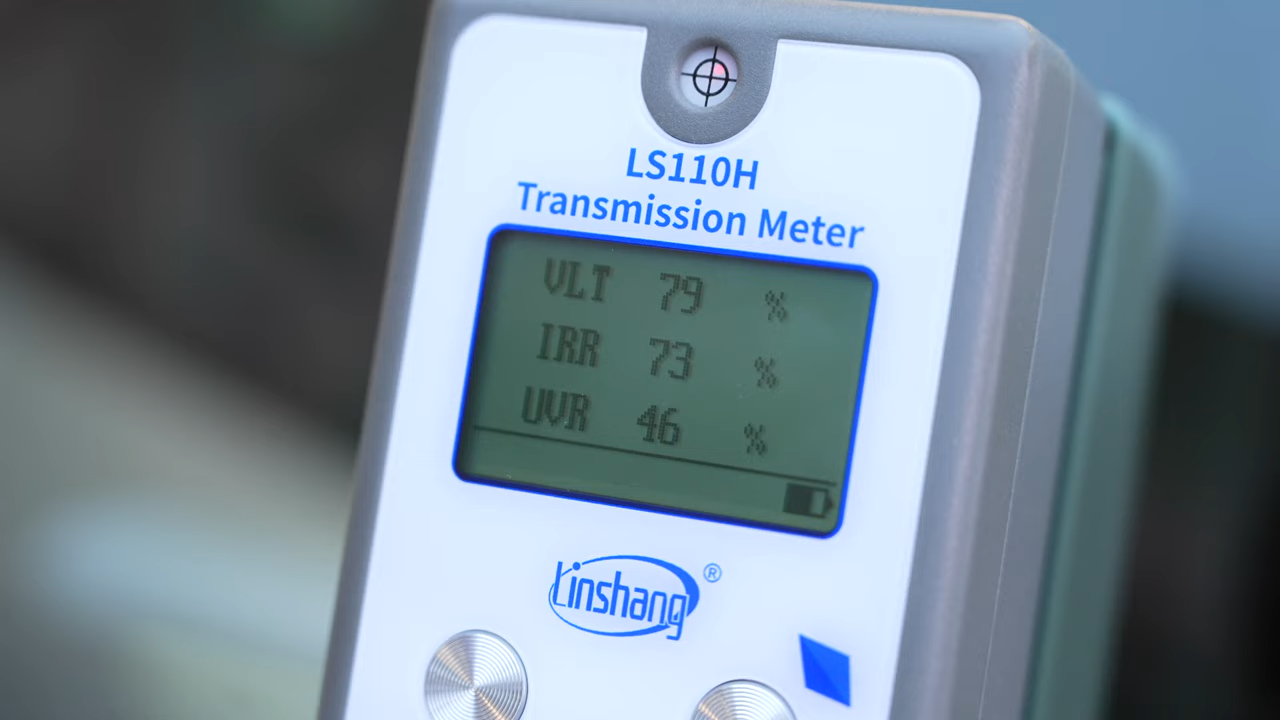 LS110H
Transmission Meter
VLT 79 %
IRR 73 %
UVR 46 %
Linshang®